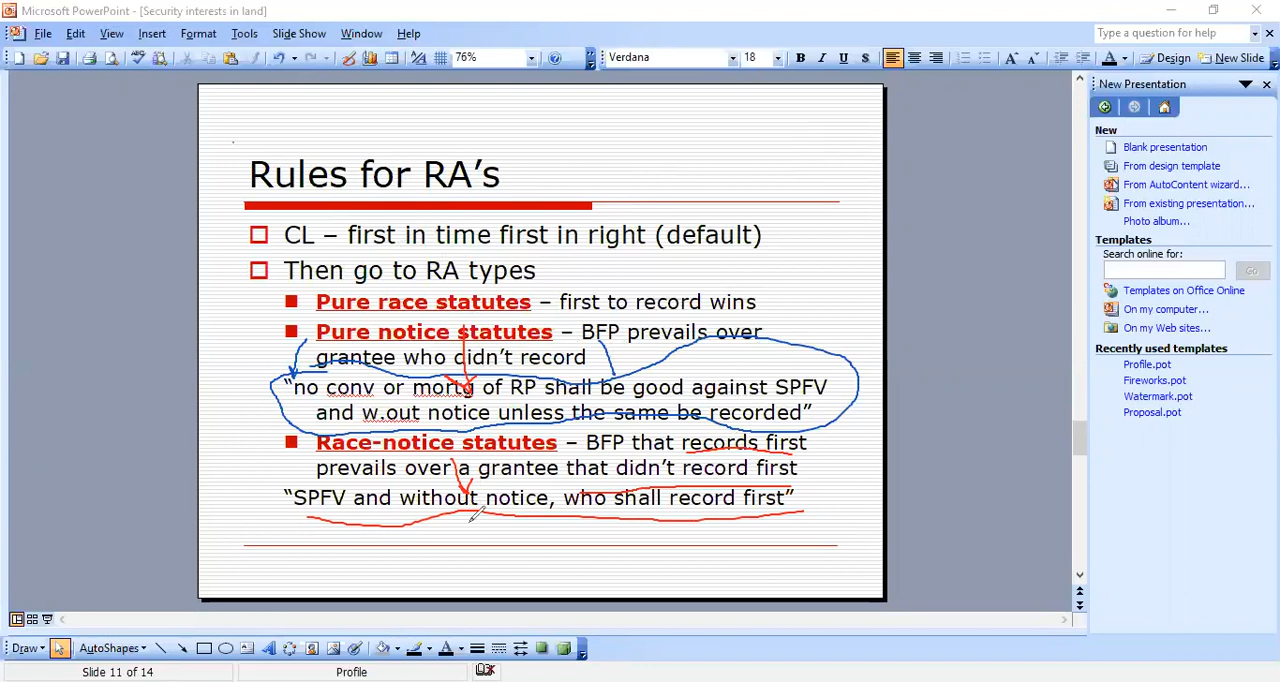 Microsoft PowerPoint - [Security interests in land]
File Edit View Insert Format Tools Slide Show Window Help
Type a question for help
76%
Verdana 18 B I U S A Design New Slide
New Presentation
New
Blank presentation
From design template
From AutoContent wizard...
From existing presentation...
Photo album...
Templates
Search online for:
Go
Templates on Office Online
On my computer...
On my Web sites...
Recently used templates
Profile.pot
Fireworks.pot
Watermark.pot
Proposal.pot
Rules for RA's
CL – first in time first in right (default)
Then go to RA types
Pure race statutes – first to record wins
Pure notice statutes – BFP prevails over
grantee who didn't record
“no conv or mortg of RP shall be good against SPFV
and w.out notice unless the same be recorded”
Race-notice statutes – BFP that records first
prevails over a grantee that didn't record first
“SPFV and without notice, who shall record first”
Draw AutoShapes
Slide 11 of 14 Profile